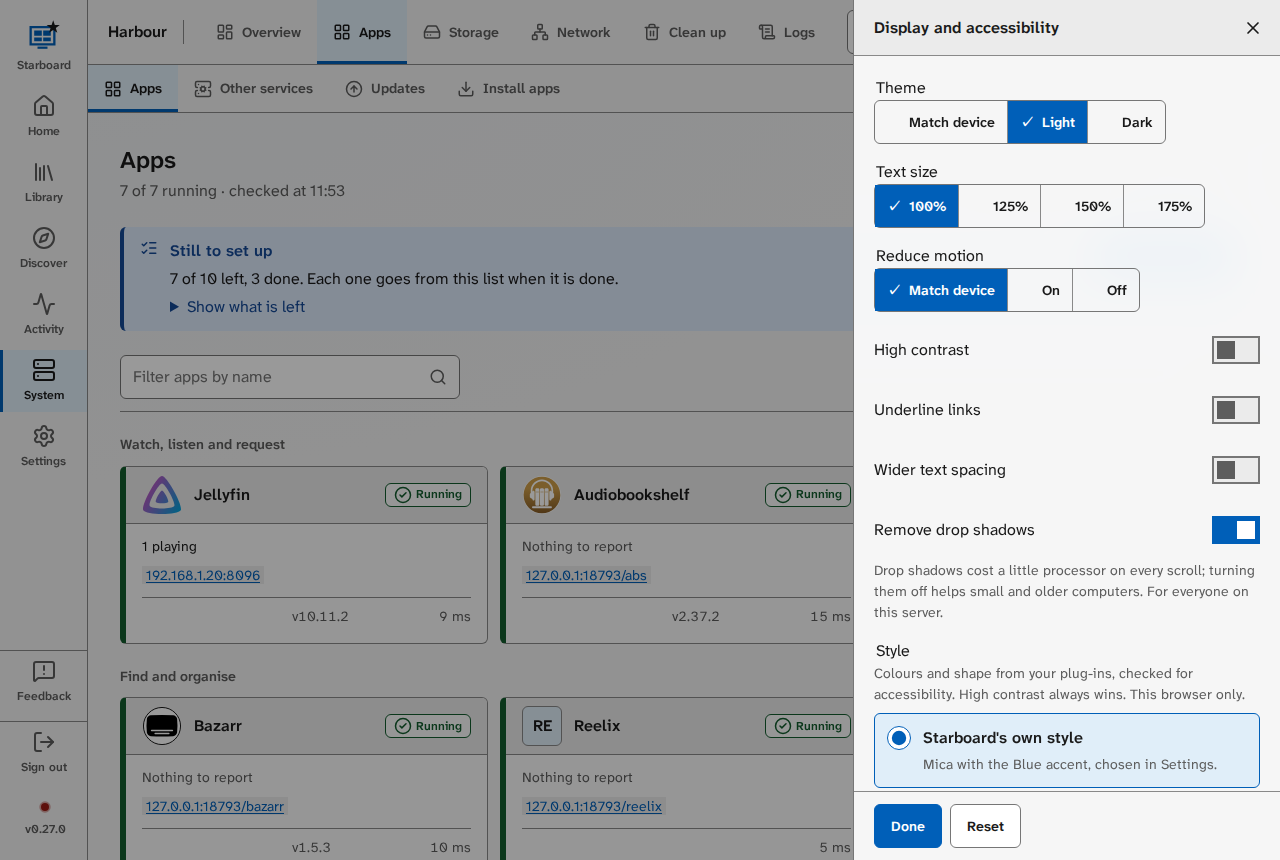 Starboard
Home
Library
Discover
Activity
System
Settings
Feedback
Sign out
v0.27.0
Harbour
Overview
Apps
Storage
Network
Clean up
Logs
Apps
Other services
Updates
Install apps
Apps
7 of 7 running · checked at 11:53
Still to set up
7 of 10 left, 3 done. Each one goes from this list when it is done.
Show what is left
Filter apps by name
Watch, listen and request
Jellyfin
Running
1 playing
192.168.1.20:8096
v10.11.2
9 ms
Audiobookshelf
Running
Nothing to report
127.0.0.1:18793/abs
v2.37.2
15 ms
Find and organise
Bazarr
Running
Nothing to report
127.0.0.1:18793/bazarr
v1.5.3
10 ms
RE
Reelix
Running
Nothing to report
127.0.0.1:18793/reelix
5 ms
Display and accessibility
Theme
Match device
✓ Light
Dark
Text size
✓ 100%
125%
150%
175%
Reduce motion
✓ Match device
On
Off
High contrast
Underline links
Wider text spacing
Remove drop shadows
Drop shadows cost a little processor on every scroll; turning
them off helps small and older computers. For everyone on
this server.
Style
Colours and shape from your plug-ins, checked for
accessibility. High contrast always wins. This browser only.
Starboard's own style
Mica with the Blue accent, chosen in Settings.
Done
Reset